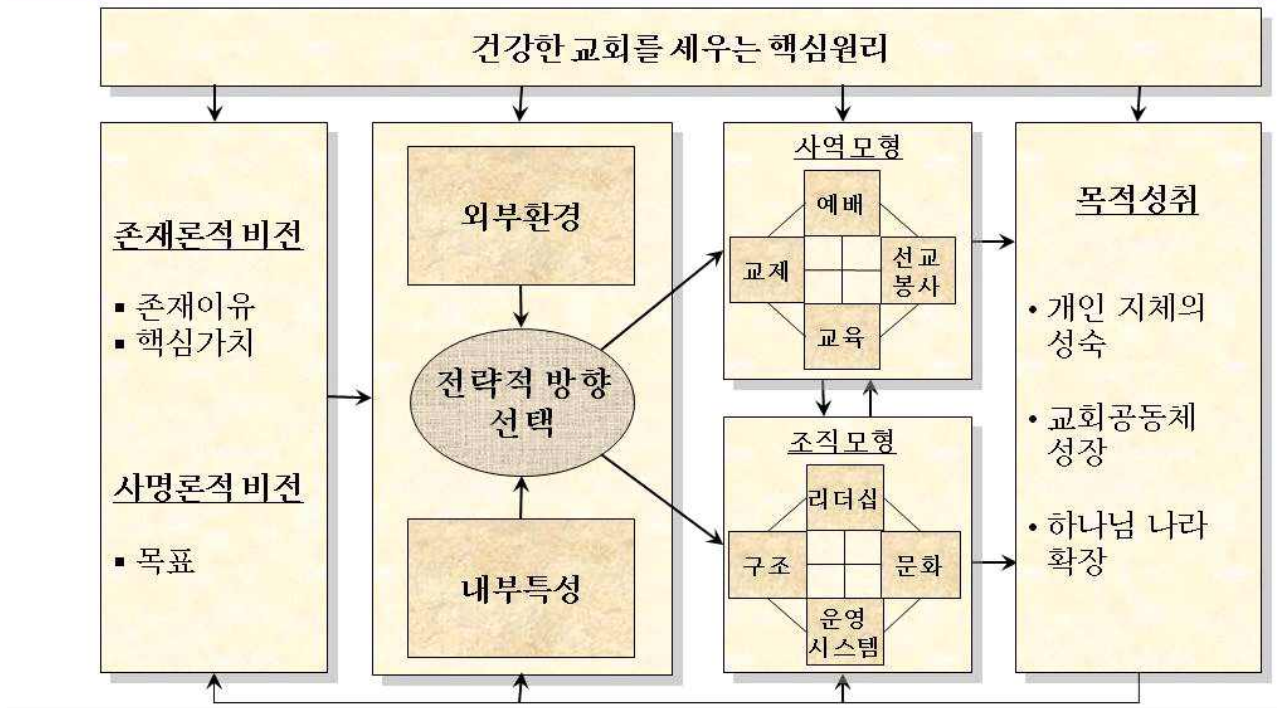 건강한 교회를 세우는 핵심원리
존재론적 비전
▪ 존재이유
▪ 핵심가치
사명론적 비전
▪ 목표
외부환경
전략적 방향
선택
내부특성
사역모형
예배
교제
선교
봉사
교육
조직모형
리더십
구조
문화
운영
시스템
목적성취
• 개인 지체의
성숙
• 교회공동체
성장
• 하나님 나라
확장